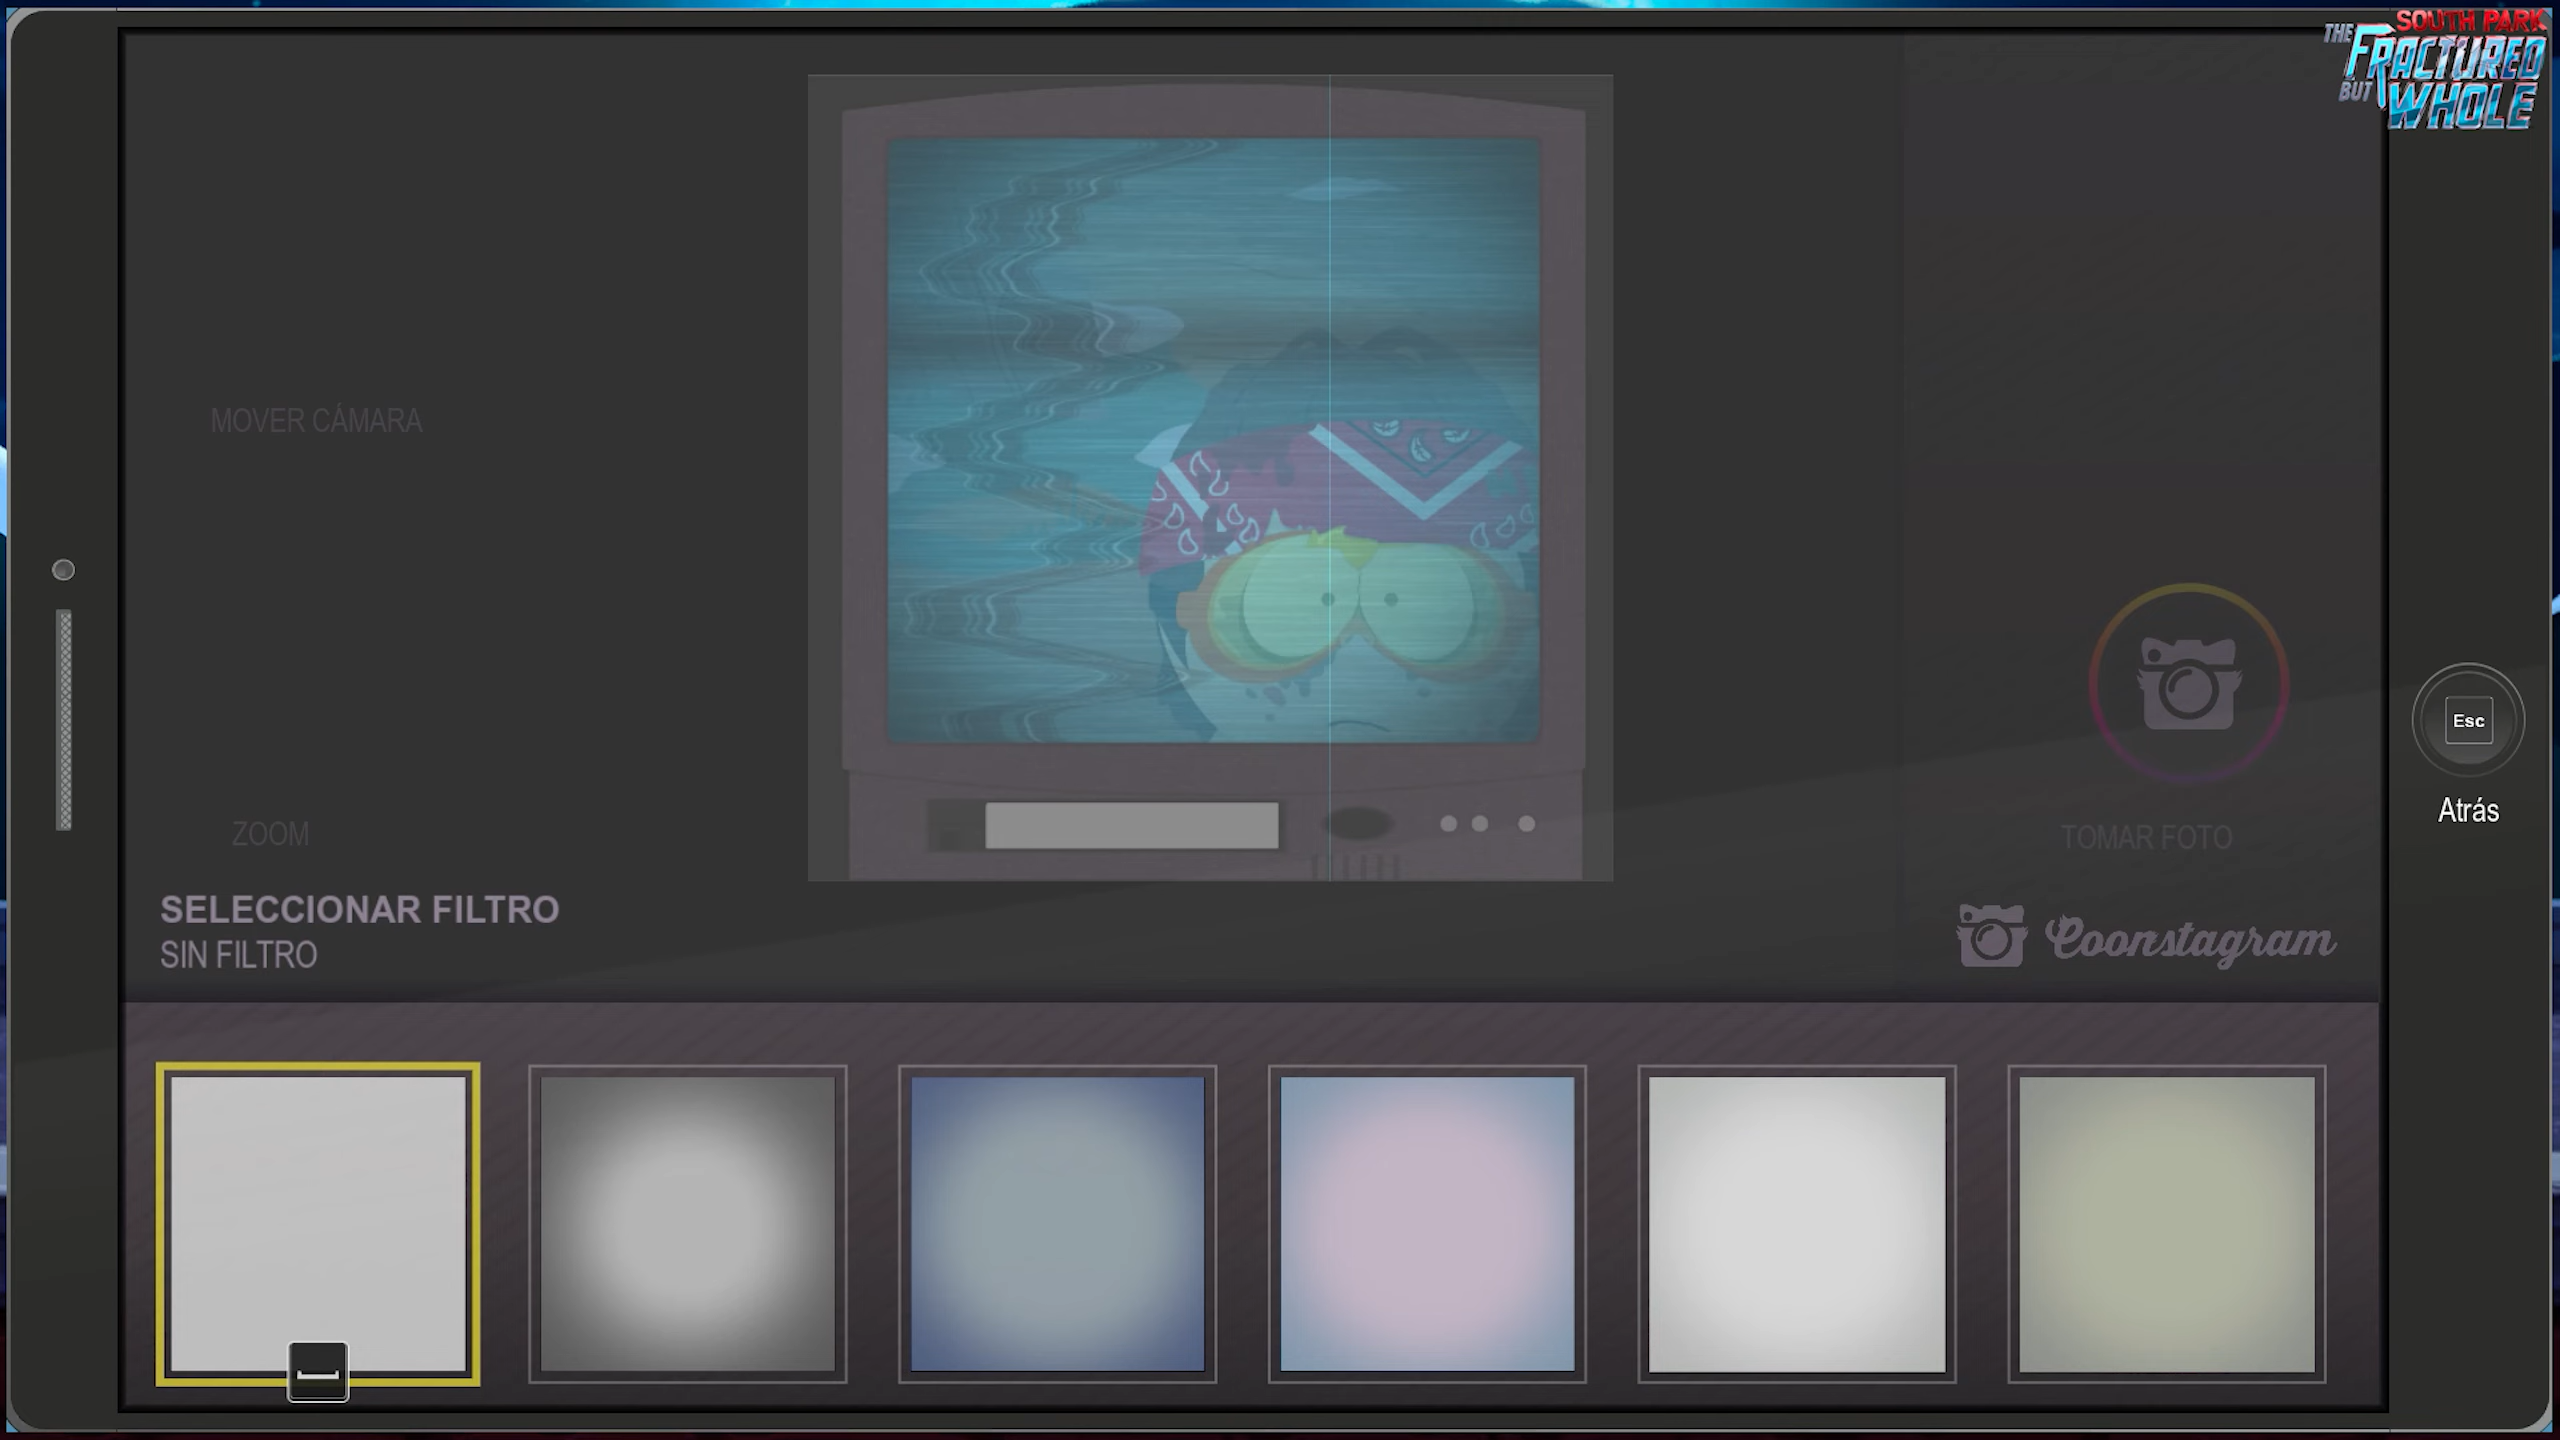 SOUTH PARK
THE FRACTURED
BUT WHOLE
MOVER CÁMARA
Esc
Atrás
ZOOM
TOMAR FOTO
SELECCIONAR FILTRO
SIN FILTRO
Coonstagram